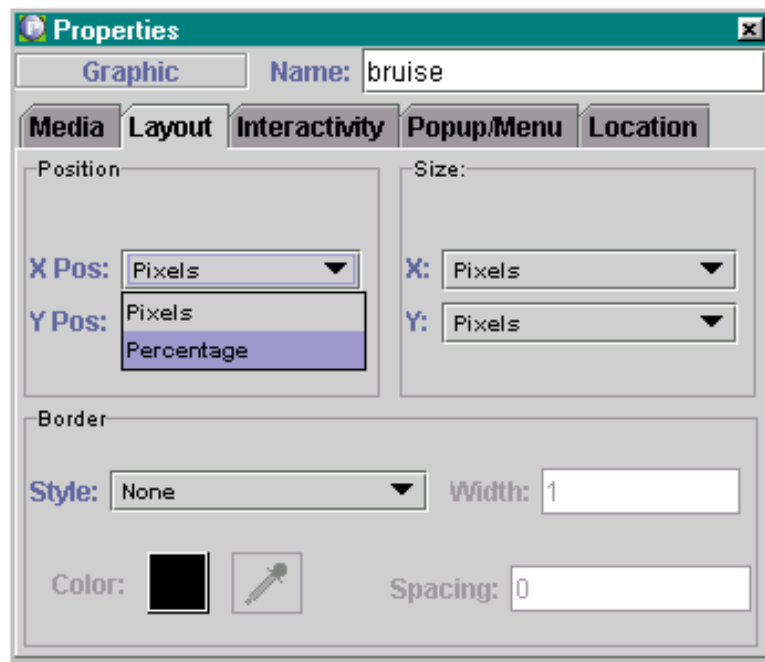 Properties
Graphic Name: bruise
Media Layout Interactivity Popup/Menu Location
Position Size:
X Pos: Pixels X: Pixels
Pixels
Y Pos: Y: Pixels
Percentage
Border
Style: None Width: 1
Color: Spacing: 0